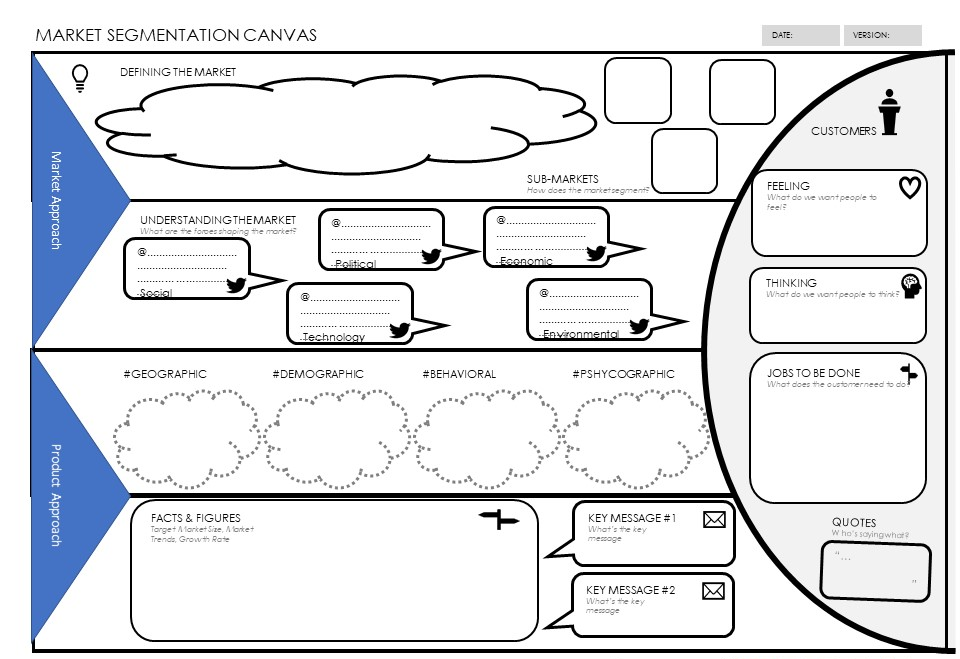 MARKET SEGMENTATION CANVAS
DATE:
VERSION:
DEFINING THE MARKET
CUSTOMERS
SUB-MARKETS
How does the market segment?
Market Approach
UNDERSTANDING THE MARKET
What are the forces shaping the market?
@..............................
Social
@..............................
Political
@..............................
Economic
@..............................
Technology
@..............................
Environmental
FEELING
What do we want people to
feel?
THINKING
What do we want people to think?
JOBS TO BE DONE
What does the customer need to do?
#GEOGRAPHIC
#DEMOGRAPHIC
#BEHAVIORAL
#PSHYCOGRAPHIC
Product Approach
FACTS & FIGURES
Target Market Size, Market
Trends, Growth Rate
KEY MESSAGE #1
What's the key
message
KEY MESSAGE #2
What's the key
message
QUOTES
Who's saying what?
"...
"